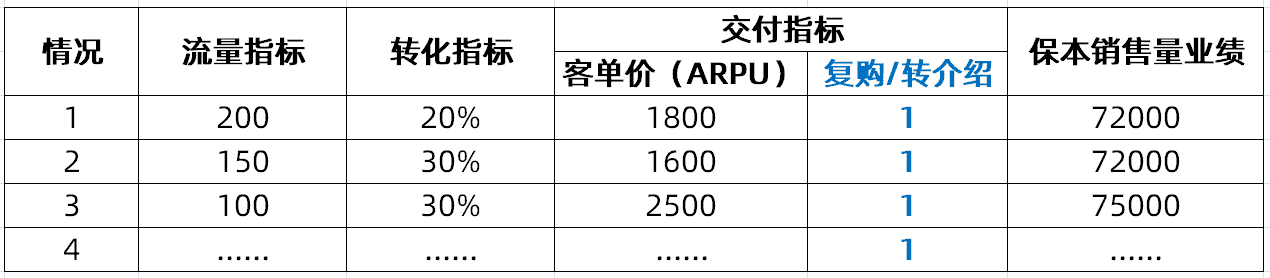 情况 流量指标 转化指标 交付指标 保本销售量业绩
客单价（ARPU） 复购/转介绍
1 200 20% 1800 1 72000
2 150 30% 1600 1 72000
3 100 30% 2500 1 75000
4 …… …… …… 1 ……